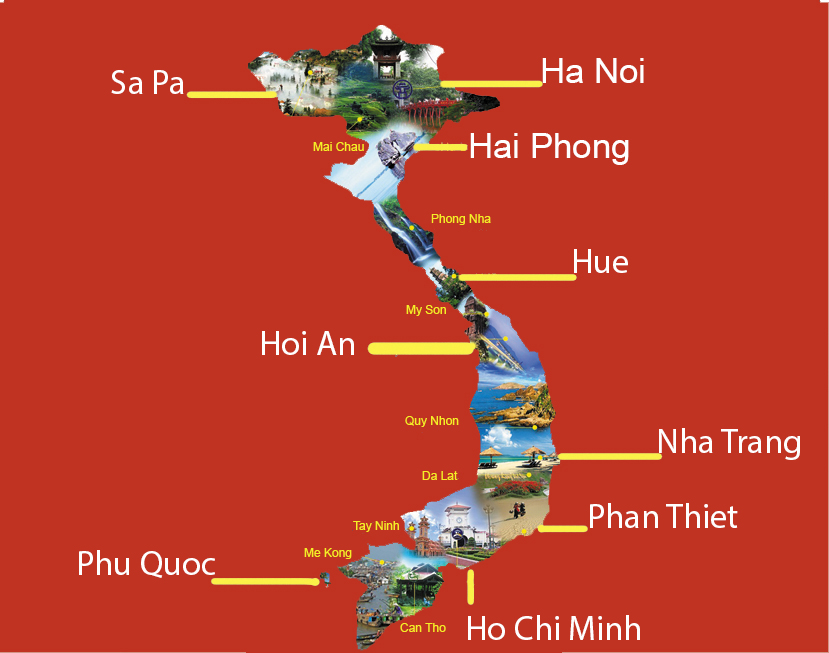 Ha Noi
Sa Pa
Mai Chau
Hai Phong
Phong Nha
Hue
My Son
Hoi An
Quy Nhon
Nha Trang
Da Lat
Phan Thiet
Tay Ninh
Me Kong
Phu Quoc
Can Tho
Ho Chi Minh